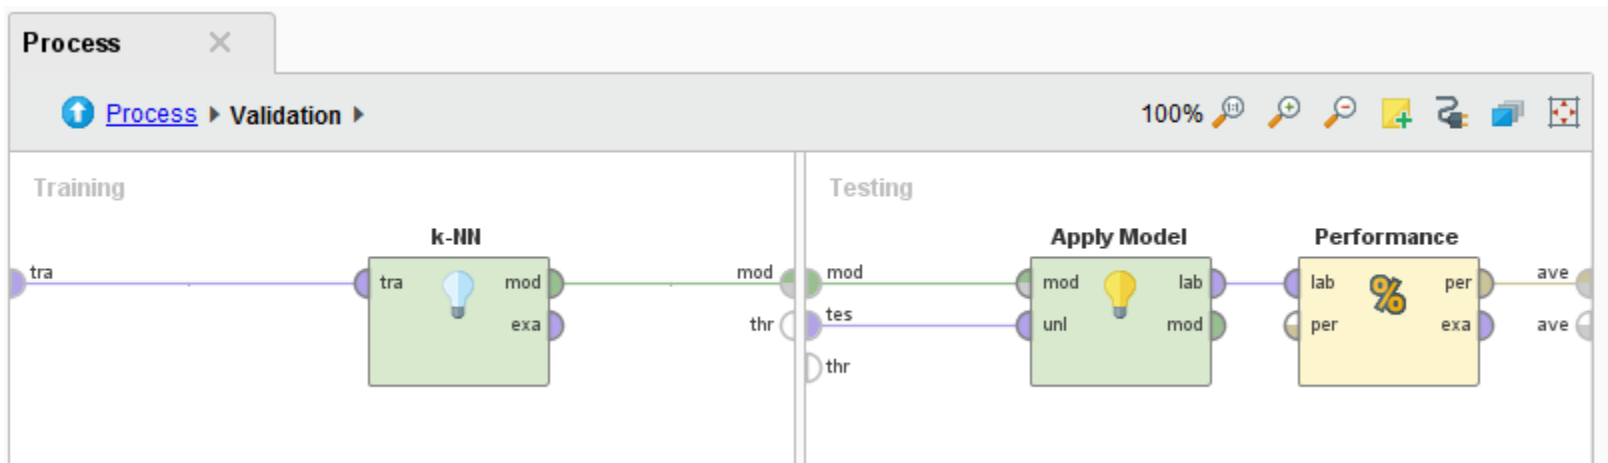 Process
Process Validation
100%
Training
k-NN
tra
tra
mod
exa
mod
thr
Testing
Apply Model
Performance
mod
tes
thr
mod
unl
lab
mod
lab
per
%
per
exa
ave
ave